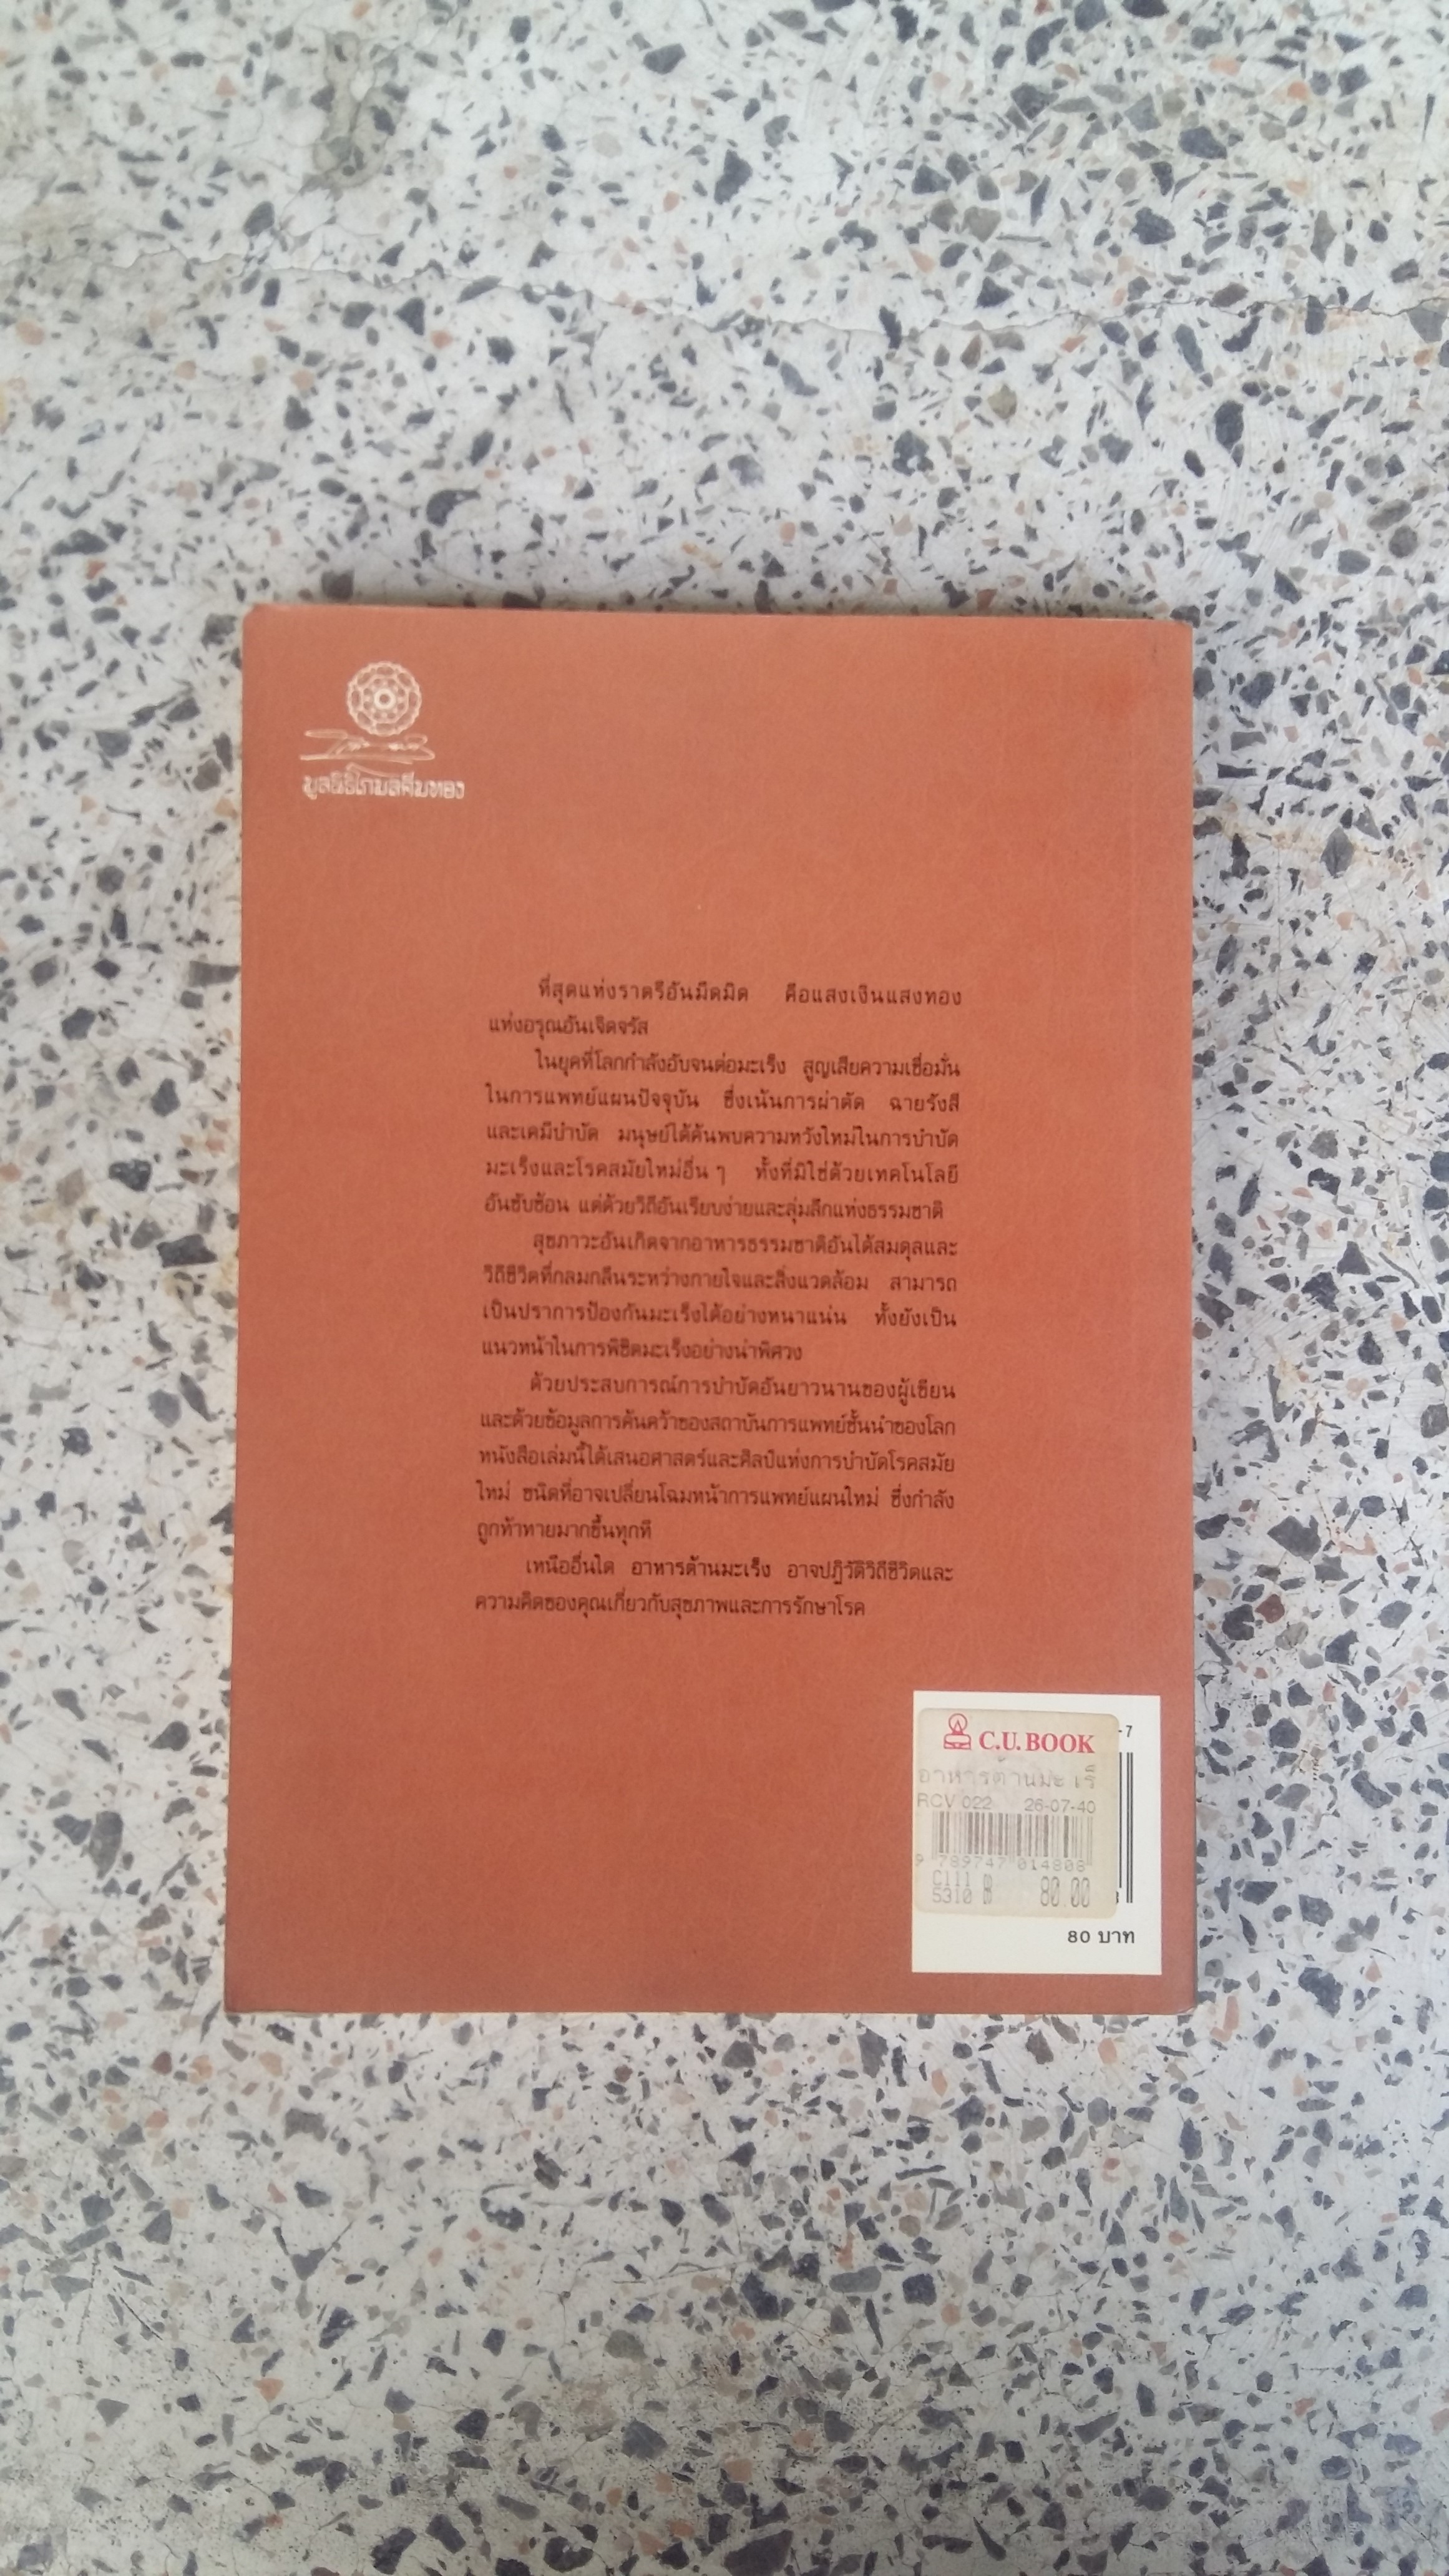 มูลนิธิโกมลคีมทอง
ที่สุดแห่งราตรีอันมืดมิด คือแสงเงินแสงทอง
แห่งอรุณอันเจิดจรัส
ในยุคที่โลกกำลังอับจนต่อมะเร็ง สูญเสียความเชื่อมั่น
ในการแพทย์แผนปัจจุบัน ซึ่งเน้นการผ่าตัด ฉายรังสี
และเคมีบำบัด มนุษย์ได้ค้นพบความหวังใหม่ในการบำบัด
มะเร็งและโรคสมัยใหม่อื่น ๆ ทั้งที่มิใช่ด้วยเทคโนโลยี
อันซับซ้อน แต่ด้วยวิถีอันเรียบง่ายและลุ่มลึกแห่งธรรมชาติ
สุขภาวะอันเกิดจากอาหารธรรมชาติอันได้สมดุลและ
วิถีชีวิตที่กลมกลืนระหว่างกายใจและสิ่งแวดล้อม สามารถ
เป็นปราการป้องกันมะเร็งได้อย่างหนาแน่น ทั้งยังเป็น
แนวหน้าในการพิชิตมะเร็งอย่างน่าพิศวง
ด้วยประสบการณ์การบำบัดอันยาวนานของผู้เขียน
และด้วยข้อมูลการค้นคว้าของสถาบันการแพทย์ชั้นนำของโลก
หนังสือเล่มนี้ได้เสนอศาสตร์และศิลป์แห่งการบำบัดโรคสมัย
ใหม่ ชนิดที่อาจเปลี่ยนโฉมหน้าการแพทย์แผนใหม่ ซึ่งกำลัง
ถูกท้าทายมากขึ้นทุกที
เหนืออื่นใด อาหารต้านมะเร็ง อาจปฏิวัติวิถีชีวิตและ
ความคิดของคุณเกี่ยวกับสุขภาพและการรักษาโรค
-7
C.U. BOOK
อาหารต้านมะเร็
RCV 022 26-07-40
9 789747 014808
C111 ๗ 80.00
5310 ๗
80 บาท